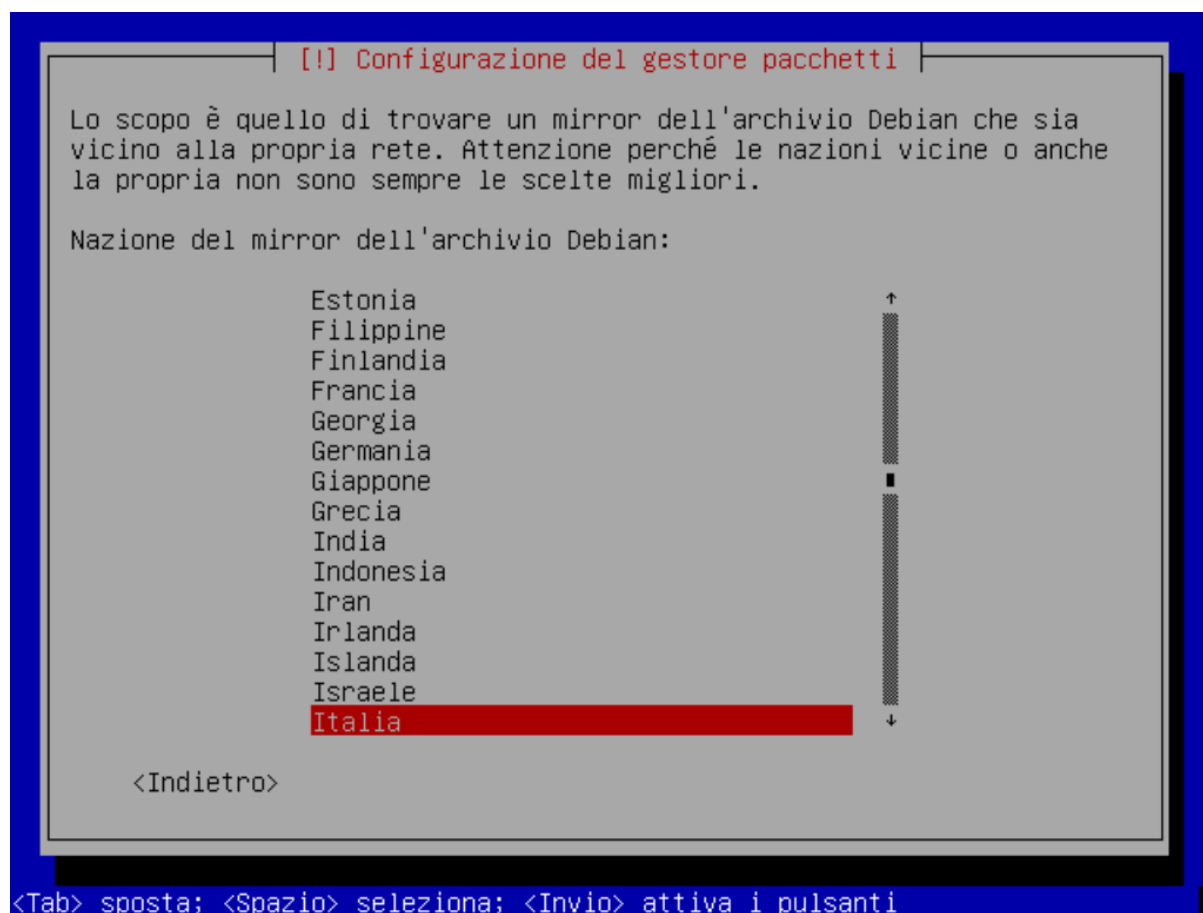 [!] Configurazione del gestore pacchetti
Lo scopo è quello di trovare un mirror dell'archivio Debian che sia
vicino alla propria rete. Attenzione perché le nazioni vicine o anche
la propria non sono sempre le scelte migliori.
Nazione del mirror dell'archivio Debian:
Estonia
Filippine
Finlandia
Francia
Georgia
Germania
Giappone
Grecia
India
Indonesia
Iran
Irlanda
Islanda
Israele
Italia
<Indietro>
<Tab> sposta; <Spazio> seleziona; <Invio> attiva i pulsanti